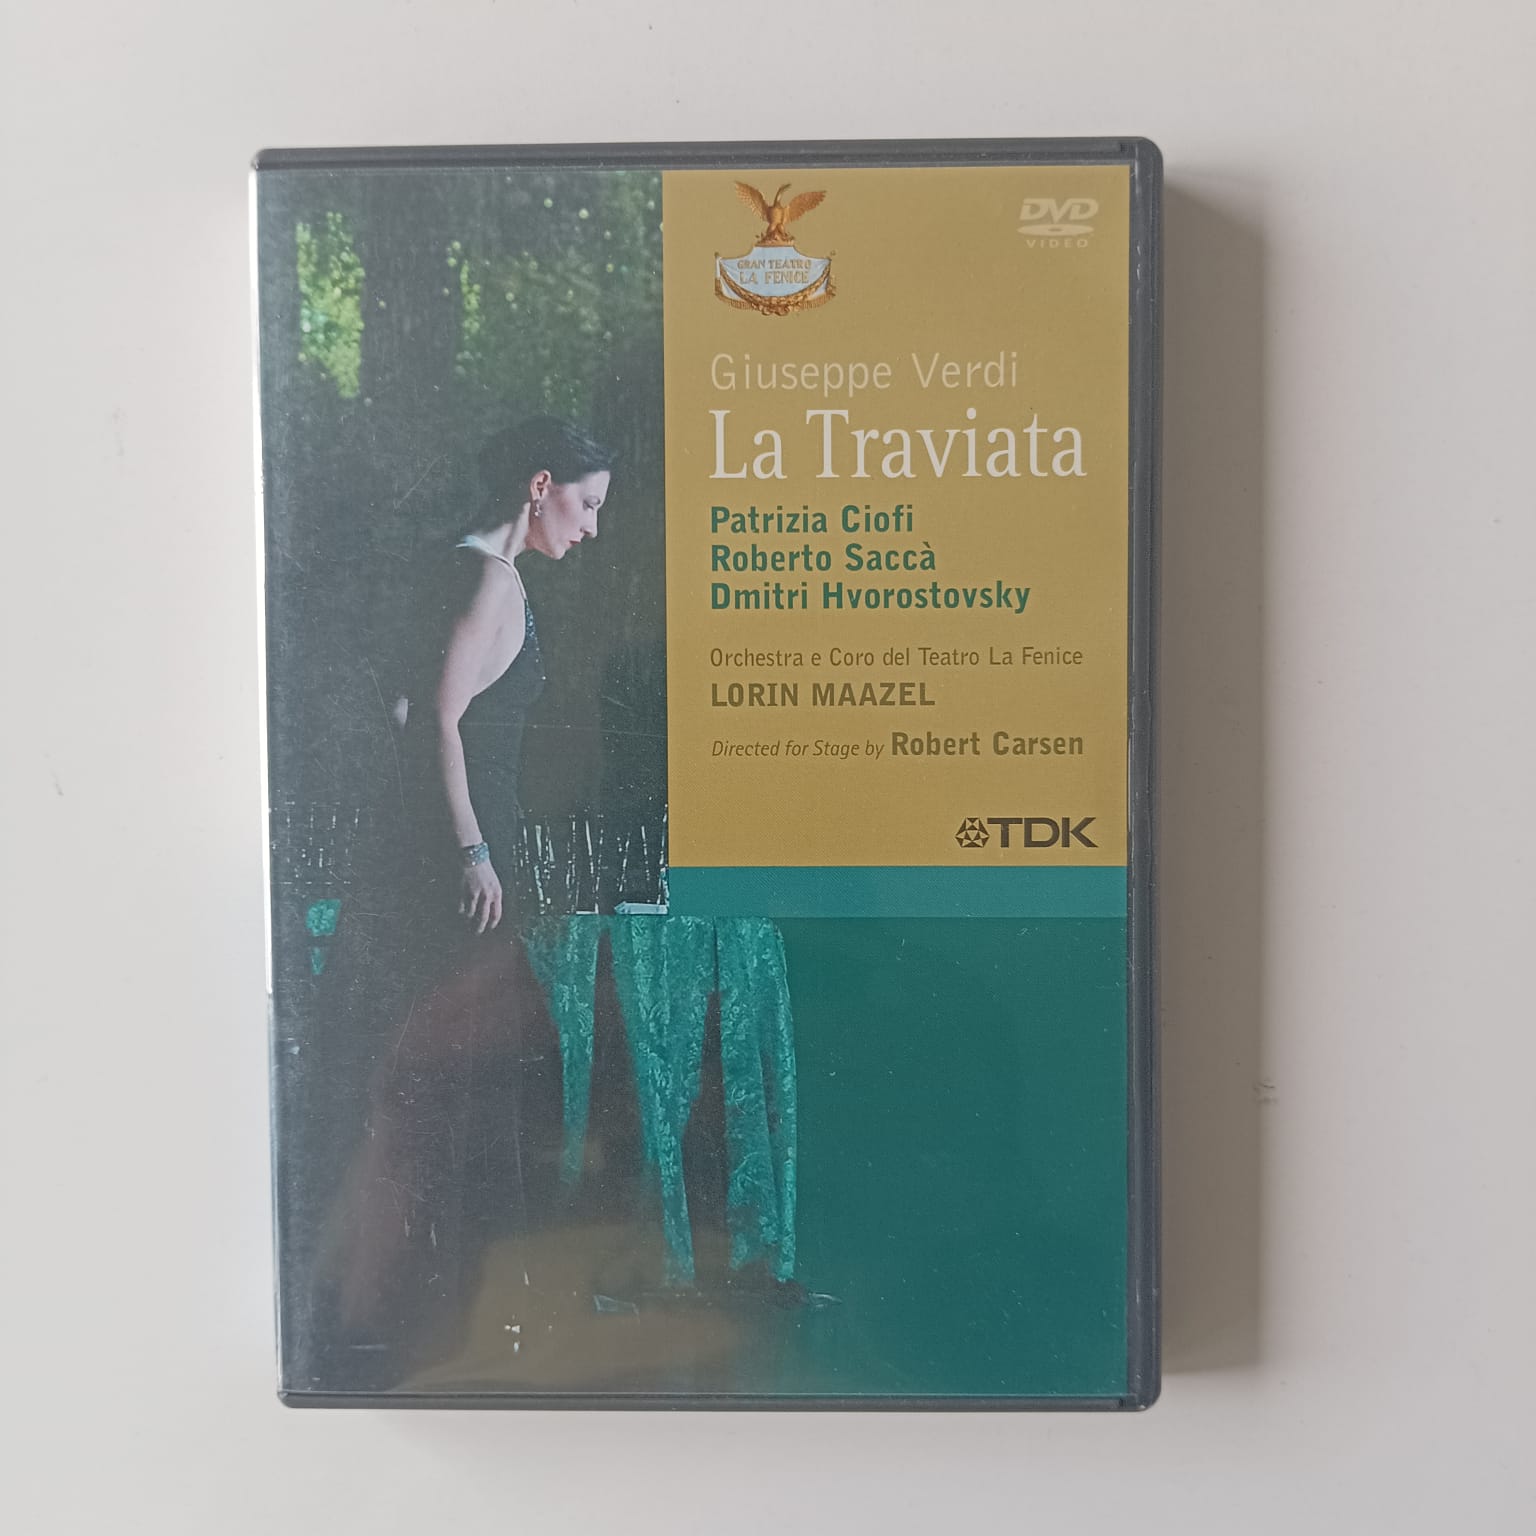 GRAN TEATRO
LA FENICE
DVD
VIDEO
Giuseppe Verdi
La Traviata
Patrizia Ciofi
Roberto Saccà
Dmitri Hvorostovsky
Orchestra e Coro del Teatro La Fenice
LORIN MAAZEL
Directed for Stage by Robert Carsen
TDK